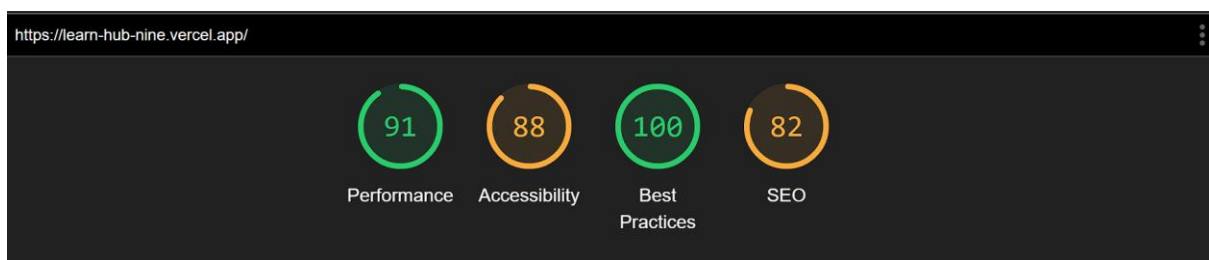 https://learn-hub-nine.vercel.app/
91
88
100
82
Performance
Accessibility
Best
Practices
SEO